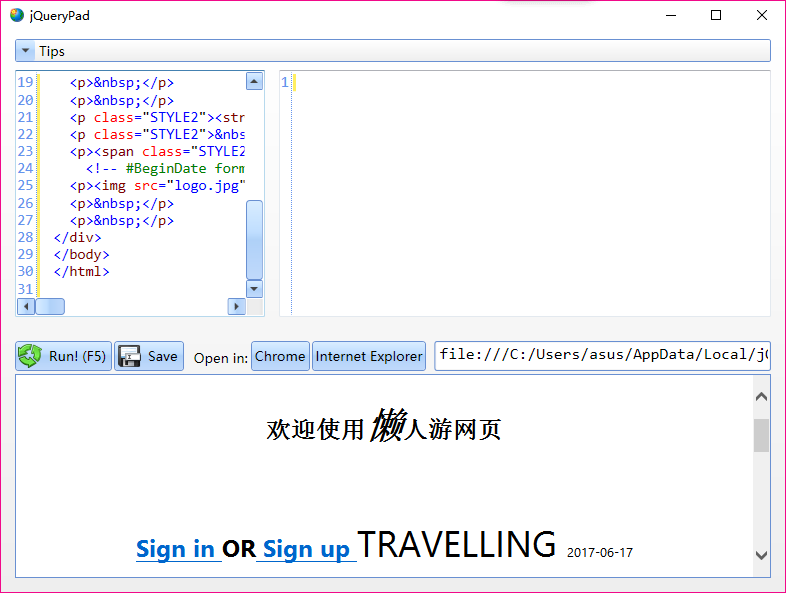 jQueryPad
Tips
19 <p>&nbsp;</p>
20 <p>&nbsp;</p>
21 <p class="STYLE2"><str
22 <p class="STYLE2">&nbs
23 <p><span class="STYLE2
24 <!-- #BeginDate form
25 <p><img src="logo.jpg"
26 <p>&nbsp;</p>
27 <p>&nbsp;</p>
28 </div>
29 </body>
30 </html>
31
1
Run! (F5) Save Open in: Chrome Internet Explorer file:///C:/Users/asus/AppData/Local/jQ
欢迎使用懒人游网页
Sign in OR Sign up TRAVELLING 2017-06-17